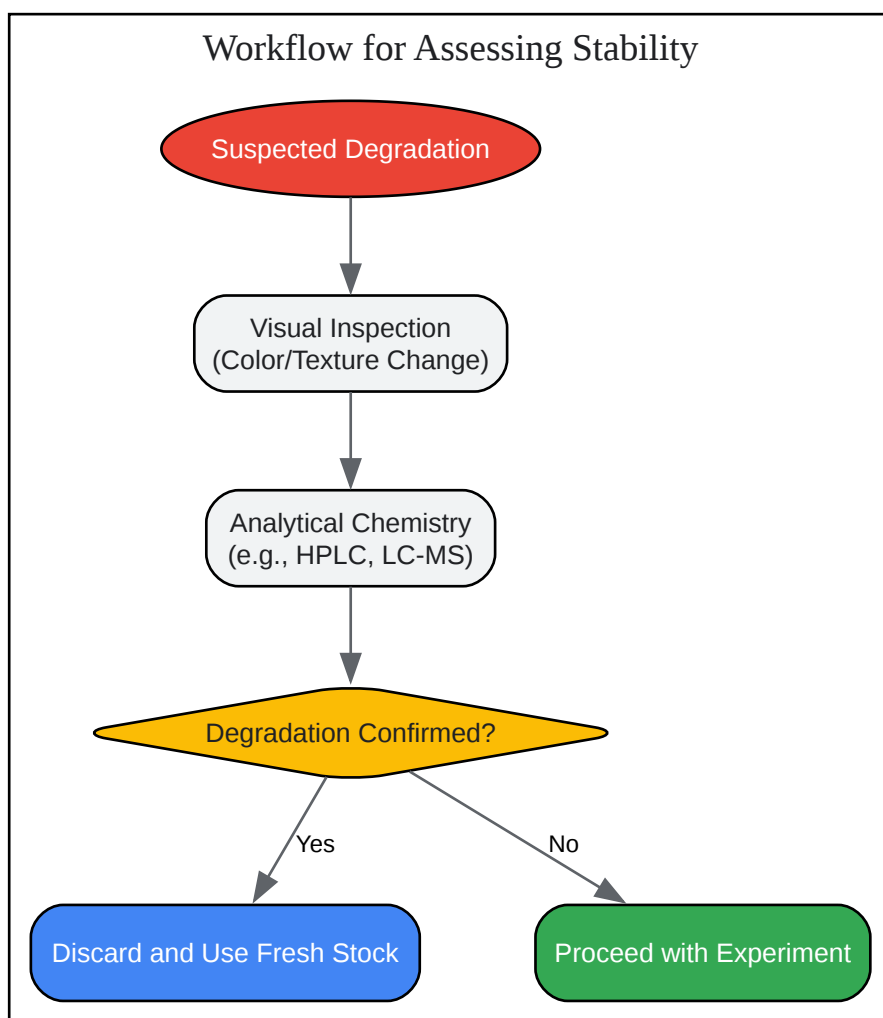 Workflow for Assessing Stability
Suspected Degradation
Visual Inspection
(Color/Texture Change)
Analytical Chemistry
(e.g., HPLC, LC-MS)
Degradation Confirmed?
Yes
No
Discard and Use Fresh Stock
Proceed with Experiment